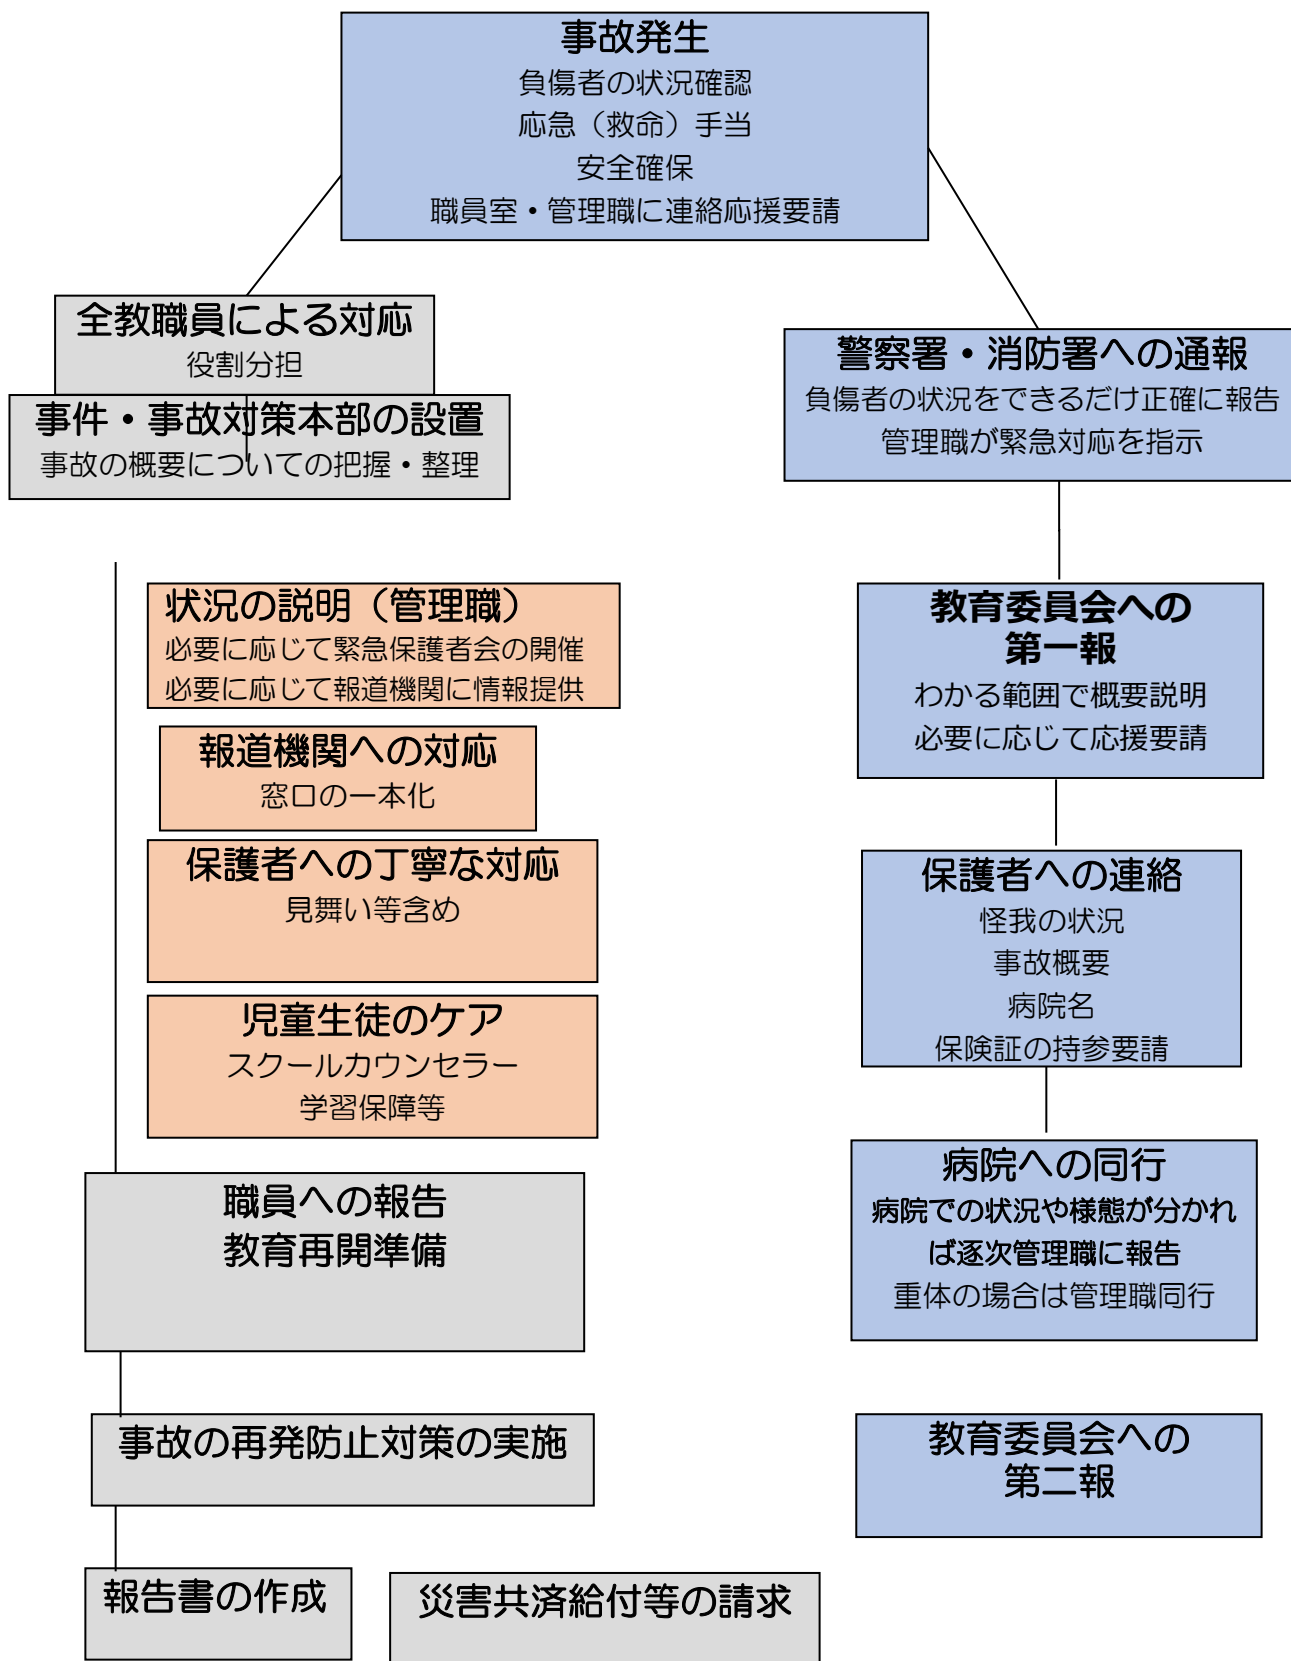 事故発生
負傷者の状況確認
応急（救命）手当
安全確保
職員室・管理職に連絡応援要請
全教職員による対応
役割分担
事件・事故対策本部の設置
事故の概要についての把握・整理
警察署・消防署への通報
負傷者の状況をできるだけ正確に報告
管理職が緊急対応を指示
状況の説明（管理職）
必要に応じて緊急保護者会の開催
必要に応じて報道機関に情報提供
報道機関への対応
窓口の一本化
保護者への丁寧な対応
見舞い等含め
児童生徒のケア
スクールカウンセラー
学習保障等
教育委員会への
第一報
わかる範囲で概要説明
必要に応じて応援要請
保護者への連絡
怪我の状況
事故概要
病院名
保険証の持参要請
病院への同行
病院での状況や様態が分かれ
ば逐次管理職に報告
重体の場合は管理職同行
職員への報告
教育再開準備
事故の再発防止対策の実施
教育委員会への
第二報
報告書の作成
災害共済給付等の請求